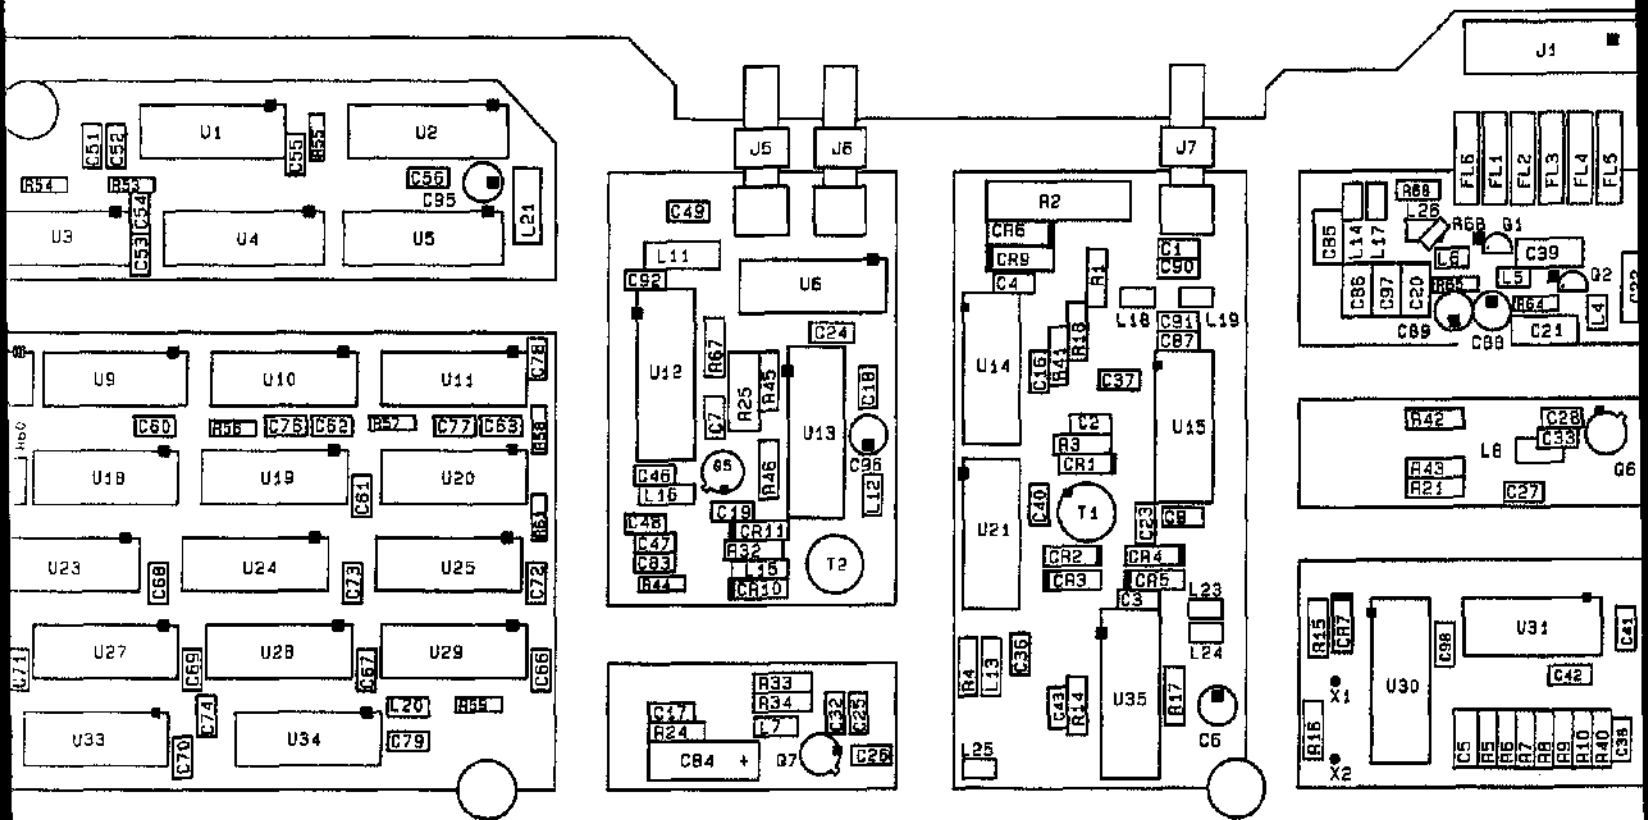 J1
J5 J6 J7
FL6 FL1 FL2 FL3 FL4 FL5
C51 C52 U1 C55 R55 U2
R54 R53 C56 C95 L21
U3 C54 C53 U4 U5
C49 L11 C92 U6
R2 CR6 CR9 C4 R1 C1 C90
C85 L14 L17 R68 L26 Q1 L6 C39
C86 C97 C20 R65 L5 Q2 R64 L4
C89 C88 C21
L18 L19 C91 C87
U9 U10 U11 C78
C60 R56 C76 C62 R57 C77 C63 R58
R60
U18 U19 C61 U20 R61
U23 C68 U24 C73 U25 C72
C71 U27 C69 U28 C67 U29 C66
U33 C70 C74 U34 L20 C79 R59
U12 R67 R25 R45 C24 C18
C7 U13 C96
C46 L16 Q5 R46 L12
C19 CR11
C48 C47 C83 R44
R32 L15 CR10 T2
R33 R34 L7 C32 C25
C17 R24 C84 + Q7 C26
U14 C16 R41 R18 C37
C2 R3 CR1 U15
U21 C40 T1 C23 C8
CR2 CR3 CR4 CR5 C3
L23 L24
R4 L13 C36 C43 R14 U35 R17 C6
L25
R42 C28 C33 L8 Q6
R43 R21 C27
R15 CR7 U30 C98 U31 C41
X1 C42
R16 X2
C5 R5 R6 R7 R8 R9 R10 R40